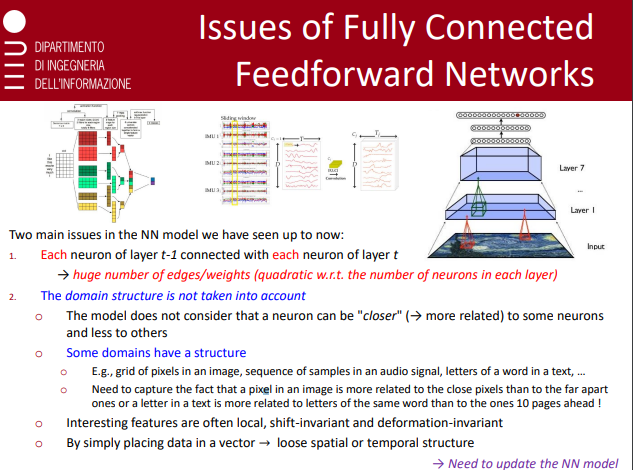 Issues of Fully Connected
Feedforward Networks
DIPARTIMENTO
DI INGEGNERIA
DELL'INFORMAZIONE
Sliding window
IMU 1
IMU 2
IMU 3
Convolution
Layer 7
...
Layer 1
Input
Two main issues in the NN model we have seen up to now:
1. Each neuron of layer t-1 connected with each neuron of layer t
→ huge number of edges/weights (quadratic w.r.t. the number of neurons in each layer)
2. The domain structure is not taken into account
o The model does not consider that a neuron can be "closer" (→ more related) to some neurons
and less to others
o Some domains have a structure
o E.g., grid of pixels in an image, sequence of samples in an audio signal, letters of a word in a text, ...
o Need to capture the fact that a pixel in an image is more related to the close pixels than to the far apart
ones or a letter in a text is more related to letters of the same word than to the ones 10 pages ahead !
o Interesting features are often local, shift-invariant and deformation-invariant
o By simply placing data in a vector → loose spatial or temporal structure
→ Need to update the NN model